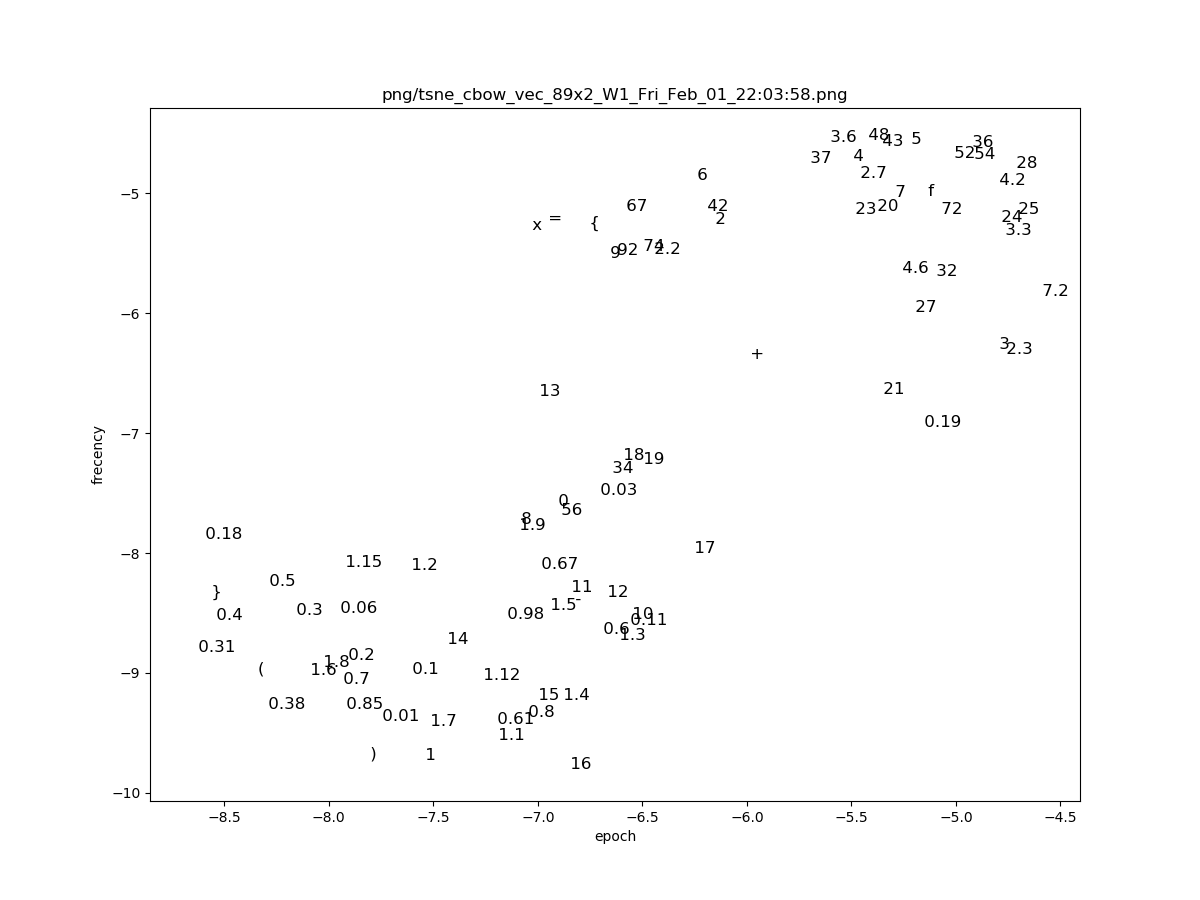 png/tsne_cbow_vec_89x2_W1_Fri_Feb_01_22:03:58.png
3.6 48 43 5 36
37 4 52 54 28
6 2.7 4.2
7 f
67 42 23 20 72 25
x = { 2 24 3.3
9 92 74 2.2
4.6 32
7.2
27
3 2.3
+
13 21
0.19
18 19
34
0.03
0 56
8 1.9
0.18 17
1.15 1.2 0.67
0.5 11 12
} 1.5 -
0.4 0.3 0.06 0.98 10 0.11
0.31 14 0.6 1.3
( 1.6 1.8 0.2 0.1 1.12
0.7
0.38 0.85 15 1.4
0.01 1.7 0.61 0.8
1.1
) 1 16
−5
−6
−7
−8
−9
−10
frecency
−8.5 −8.0 −7.5 −7.0 −6.5 −6.0 −5.5 −5.0 −4.5
epoch